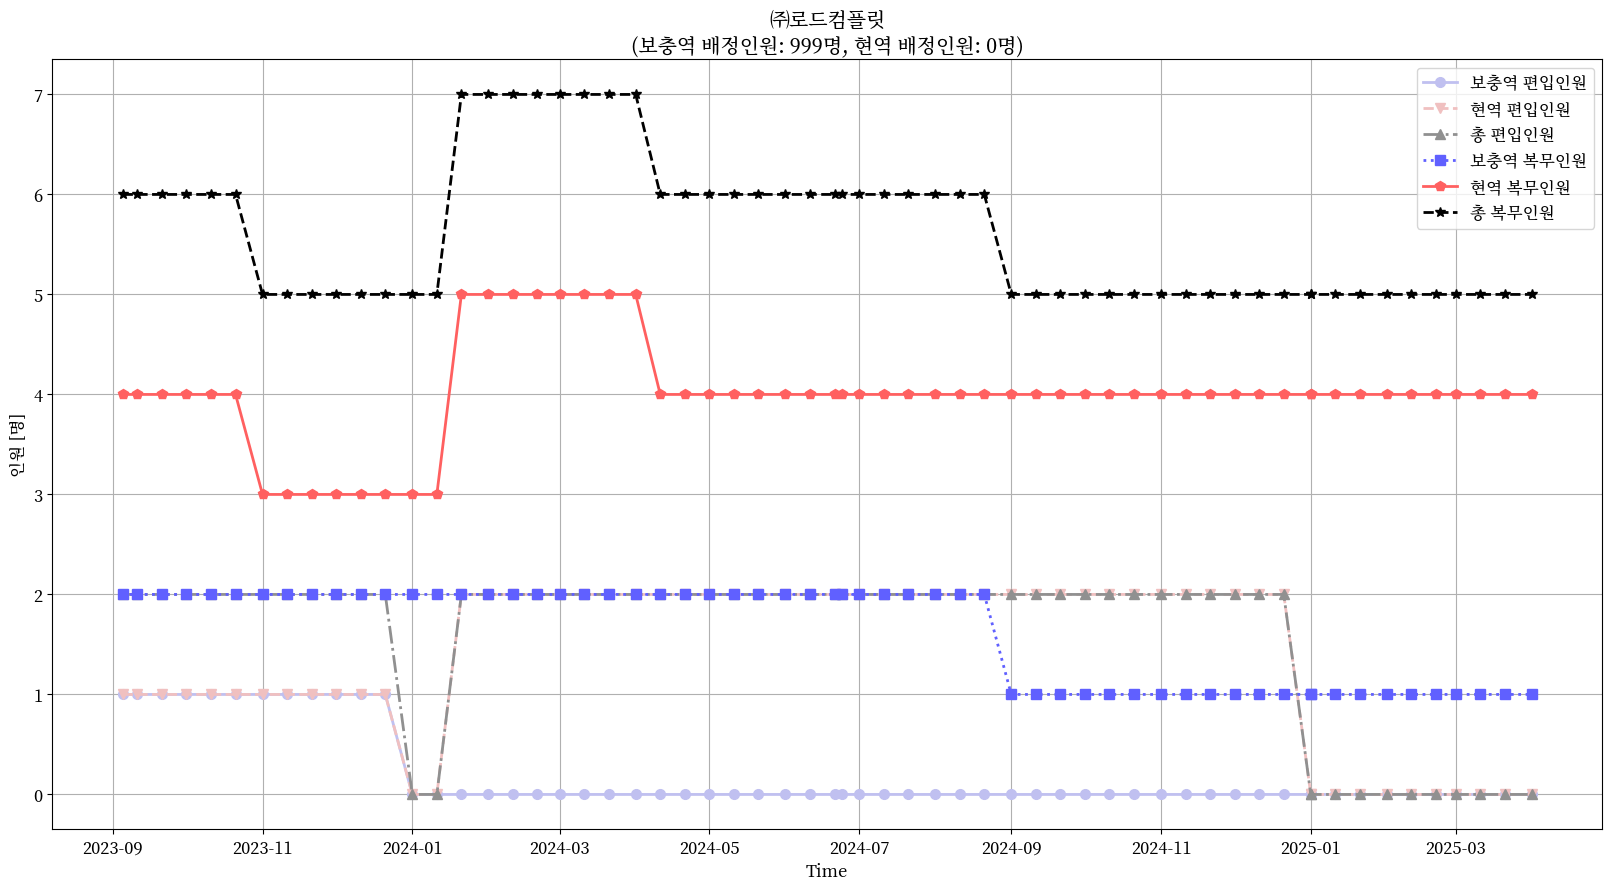 ㈜로드컴플릿
(보충역 배정인원: 999명, 현역 배정인원: 0명)
보충역 편입인원
현역 편입인원
총 편입인원
보충역 복무인원
현역 복무인원
총 복무인원
인원 [명]
7
6
5
4
3
2
1
0
2023-09
2023-11
2024-01
2024-03
2024-05
2024-07
2024-09
2024-11
2025-01
2025-03
Time